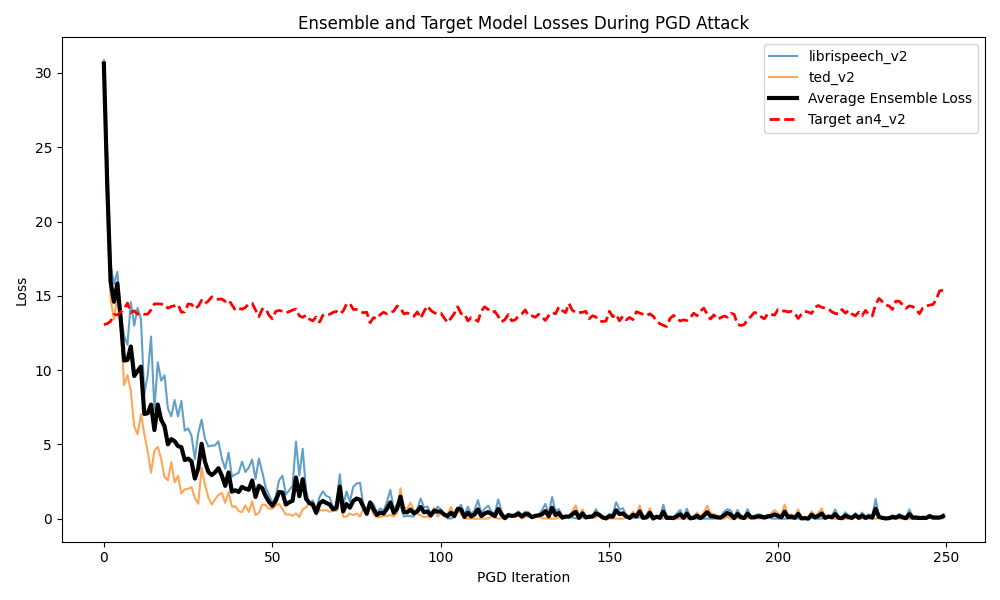 Ensemble and Target Model Losses During PGD Attack
librispeech_v2
ted_v2
Average Ensemble Loss
Target an4_v2
30
25
20
15
10
5
0
Loss
0 50 100 150 200 250
PGD Iteration